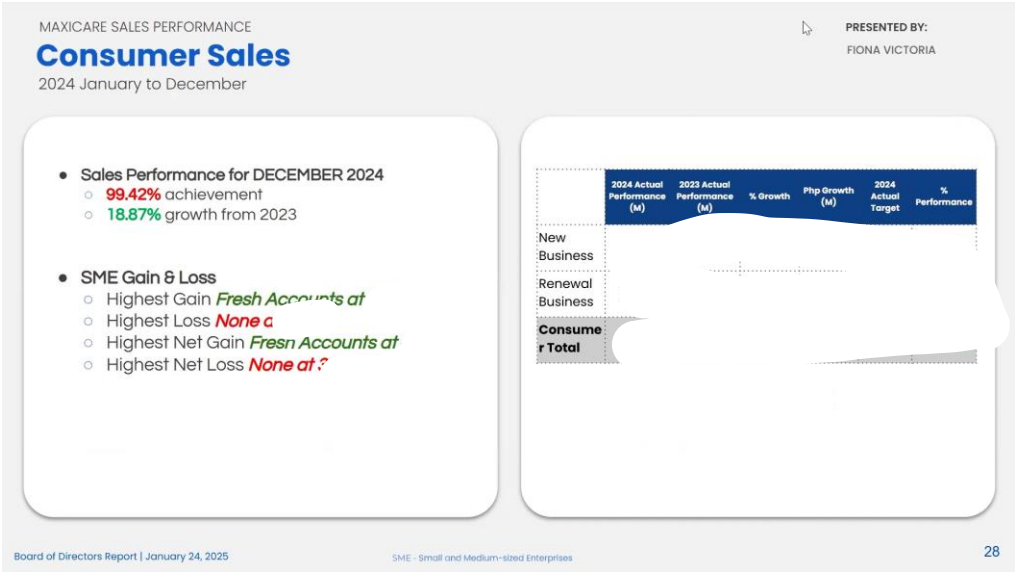 MAXICARE SALES PERFORMANCE
Consumer Sales
2024 January to December
PRESENTED BY:
FIONA VICTORIA
Sales Performance for DECEMBER 2024
99.42% achievement
18.87% growth from 2023
SME Gain & Loss
Highest Gain Fresh Accounts at
Highest Loss None
Highest Net Gain Fresh Accounts at
Highest Net Loss None at
2024 Actual Performance (M)
2023 Actual Performance (M)
% Growth
Php Growth (M)
2024 Actual Target
% Performance
New
Business
Renewal
Business
Consume
r Total
Board of Directors Report | January 24, 2025
SME - Small and Medium-sized Enterprises
28